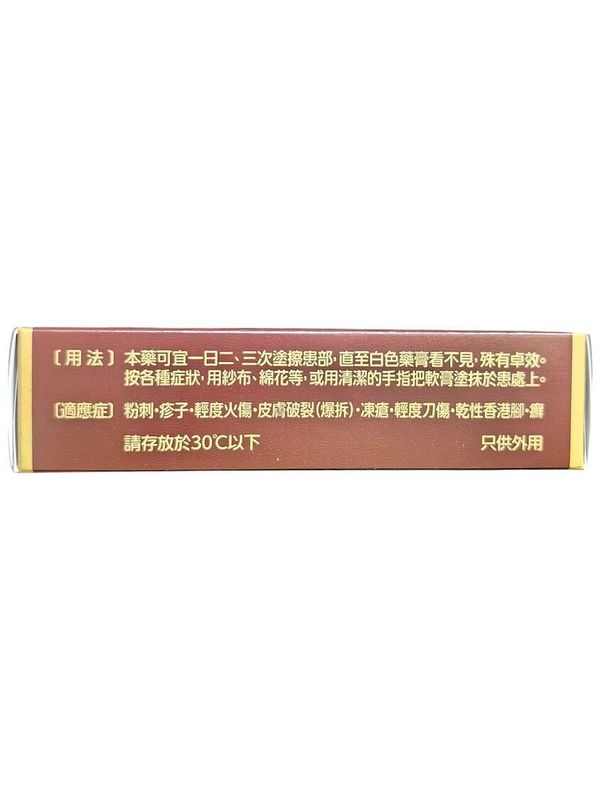 〔用法〕本藥可宜一日二、三次塗擦患部，直至白色藥膏看不見，殊有卓效。
按各種症狀，用紗布、綿花等，或用清潔的手指把軟膏塗抹於患處上。
〔適應症〕粉刺・疹子・輕度火傷・皮膚破裂(爆拆)・凍瘡・輕度刀傷・乾性香港腳・癬
請存放於30℃以下 只供外用